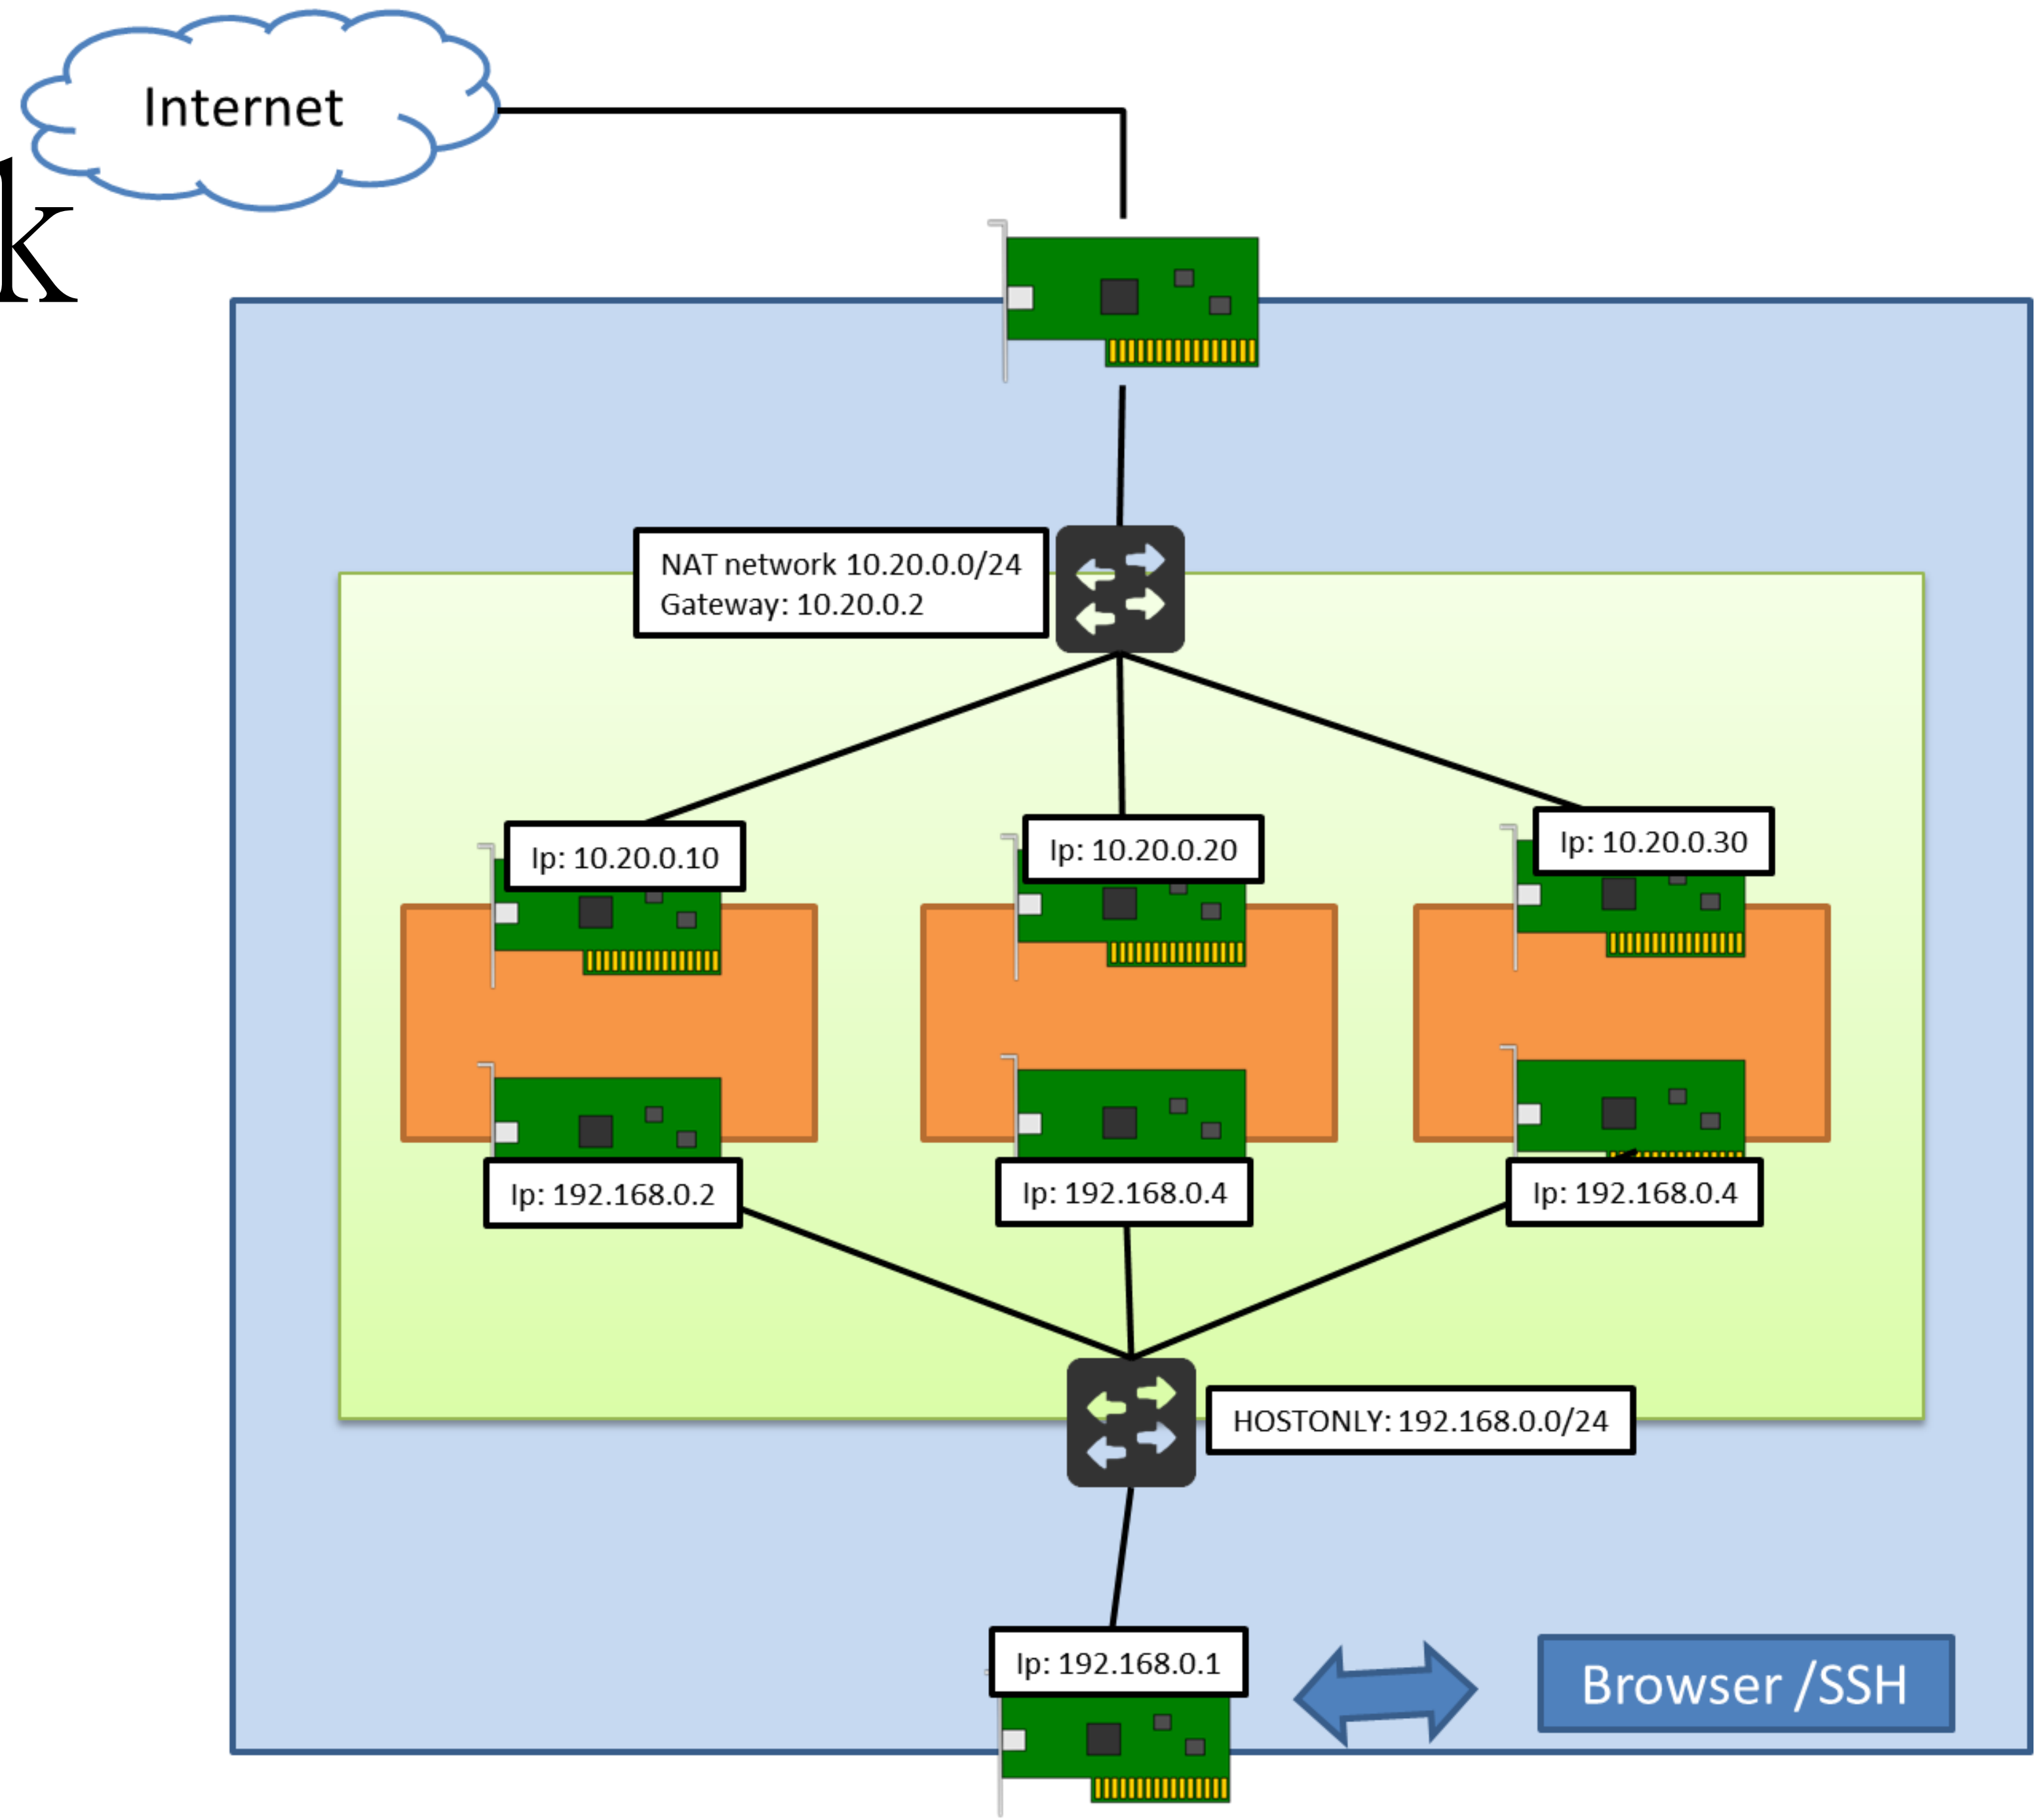 Internet
k
NAT network 10.20.0.0/24
Gateway: 10.20.0.2
Ip: 10.20.0.10
Ip: 10.20.0.20
Ip: 10.20.0.30
Ip: 192.168.0.2
Ip: 192.168.0.4
Ip: 192.168.0.4
HOSTONLY: 192.168.0.0/24
Ip: 192.168.0.1
Browser /SSH